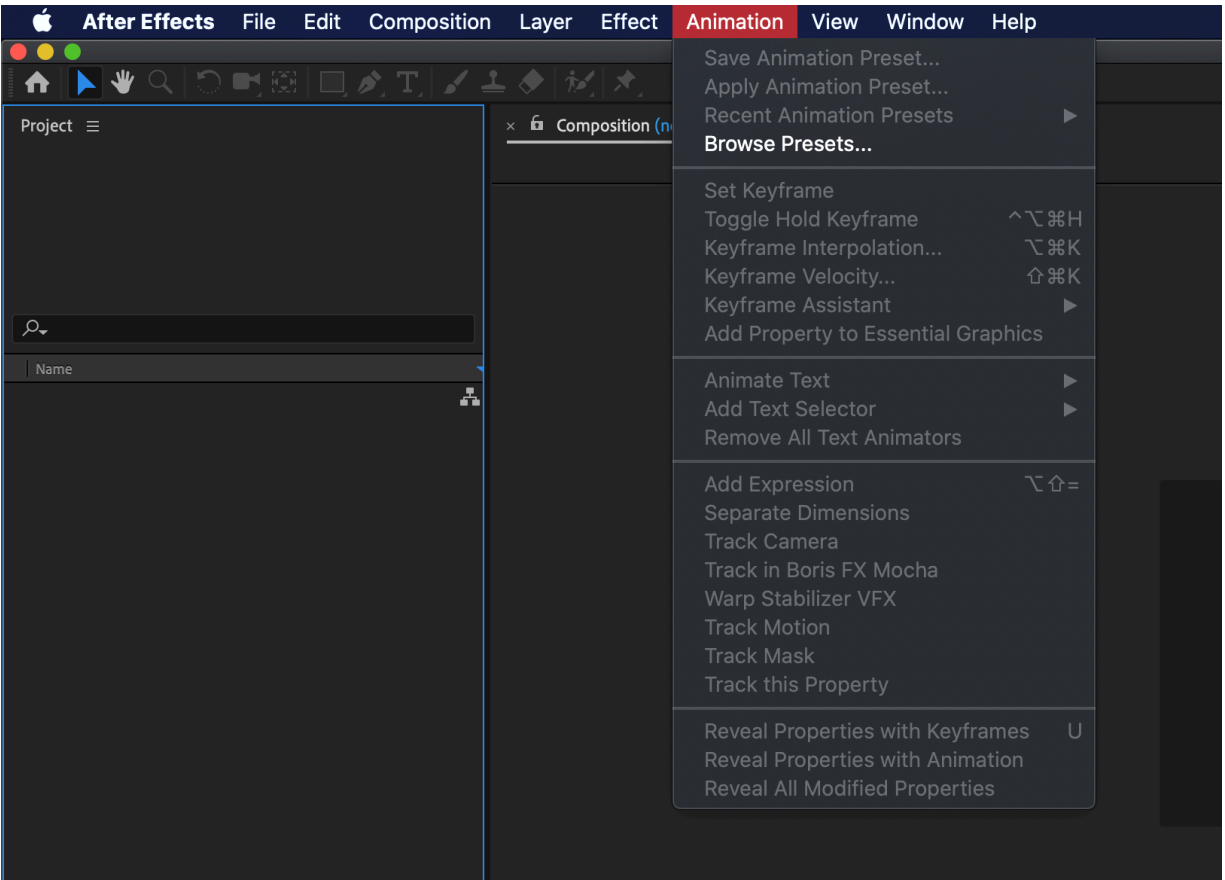 After Effects File Edit Composition Layer Effect Animation View Window Help
Project
Composition
Name
Save Animation Preset...
Apply Animation Preset...
Recent Animation Presets
Browse Presets...
Set Keyframe
Toggle Hold Keyframe ^⌥⌘H
Keyframe Interpolation... ⌥⌘K
Keyframe Velocity... ⇧⌘K
Keyframe Assistant
Add Property to Essential Graphics
Animate Text
Add Text Selector
Remove All Text Animators
Add Expression ⌥⇧=
Separate Dimensions
Track Camera
Track in Boris FX Mocha
Warp Stabilizer VFX
Track Motion
Track Mask
Track this Property
Reveal Properties with Keyframes U
Reveal Properties with Animation
Reveal All Modified Properties